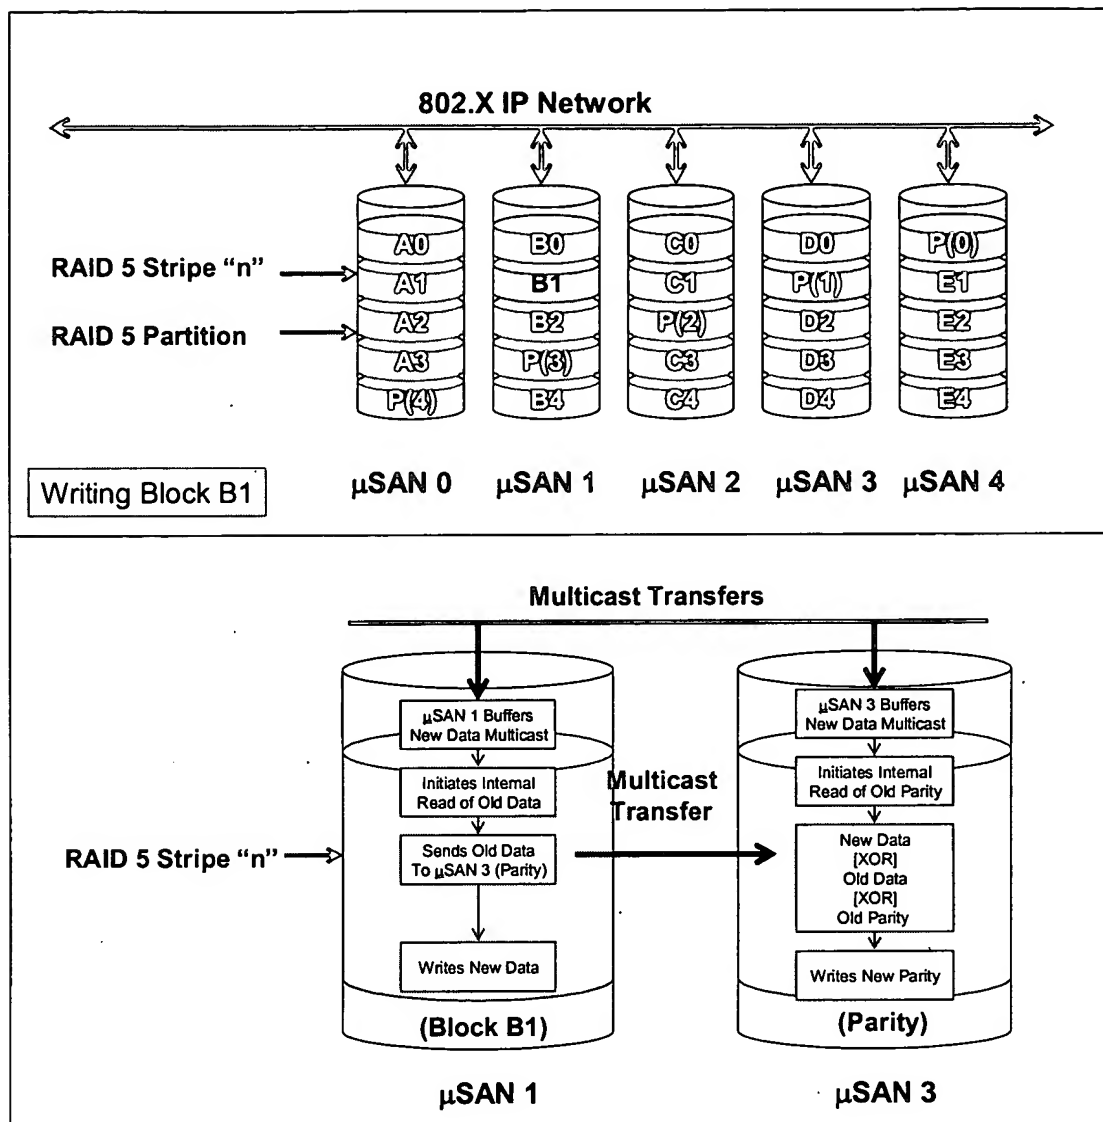 802.X IP Network
A0 B0 C0 D0 P(0)
RAID 5 Stripe “n”
A1 B1 C1 P(1) E1
A2 B2 P(2) D2 E2
RAID 5 Partition
A3 P(3) C3 D3 E3
P(4) B4 C4 D4 E4
Writing Block B1
μSAN 0 μSAN 1 μSAN 2 μSAN 3 μSAN 4
Multicast Transfers
μSAN 1 Buffers
New Data Multicast
Initiates Internal
Read of Old Data
Sends Old Data
To μSAN 3 (Parity)
Writes New Data
(Block B1)
μSAN 1
RAID 5 Stripe “n”
Multicast
Transfer
μSAN 3 Buffers
New Data Multicast
Initiates Internal
Read of Old Parity
New Data
[XOR]
Old Data
[XOR]
Old Parity
Writes New Parity
(Parity)
μSAN 3